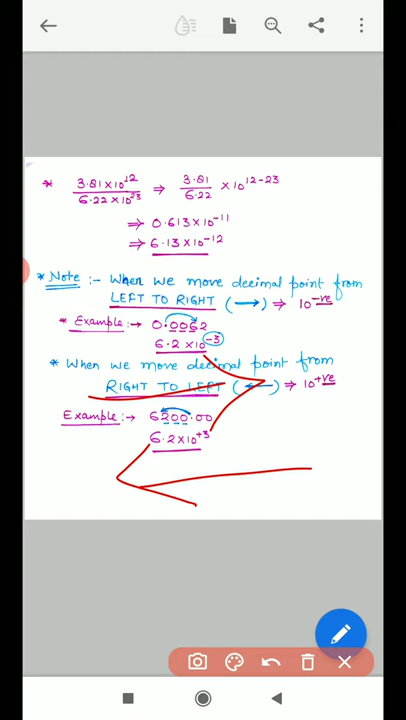 * 3.81×10¹² / 6.22×10²³ ⇒ 3.81 / 6.22 ×10¹²⁻²³
⇒ 0.613×10⁻¹¹
⇒ 6.13×10⁻¹²
* Note :- When we move decimal point from
LEFT TO RIGHT (→) ⇒ 10⁻ᵛᵉ
* Example :→ 0.0062
6.2×10⁻³
* When we move decimal point from
RIGHT TO LEFT (←) ⇒ 10⁺ᵛᵉ
Example :→ 6200.00
6.2×10⁺³